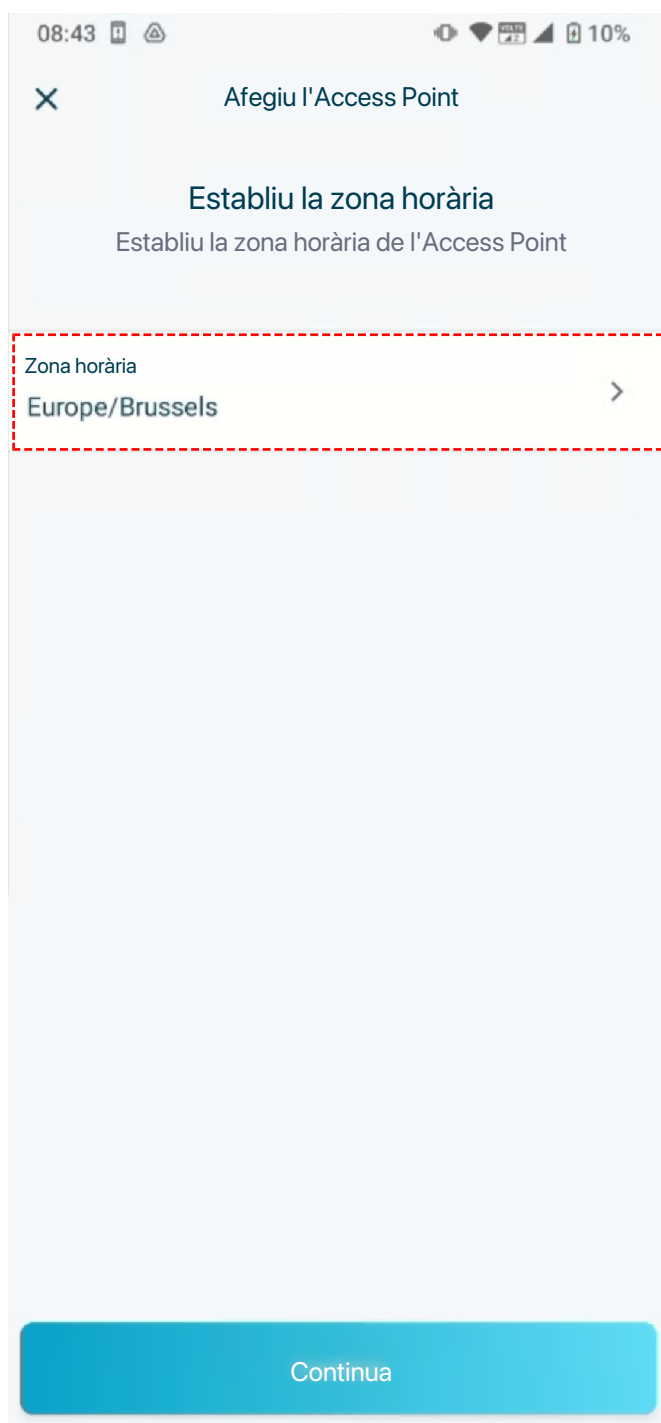 08:43
10%
Afegiu l'Access Point
Establiu la zona horària
Establiu la zona horària de l'Access Point
Zona horària
Europe/Brussels
Continua